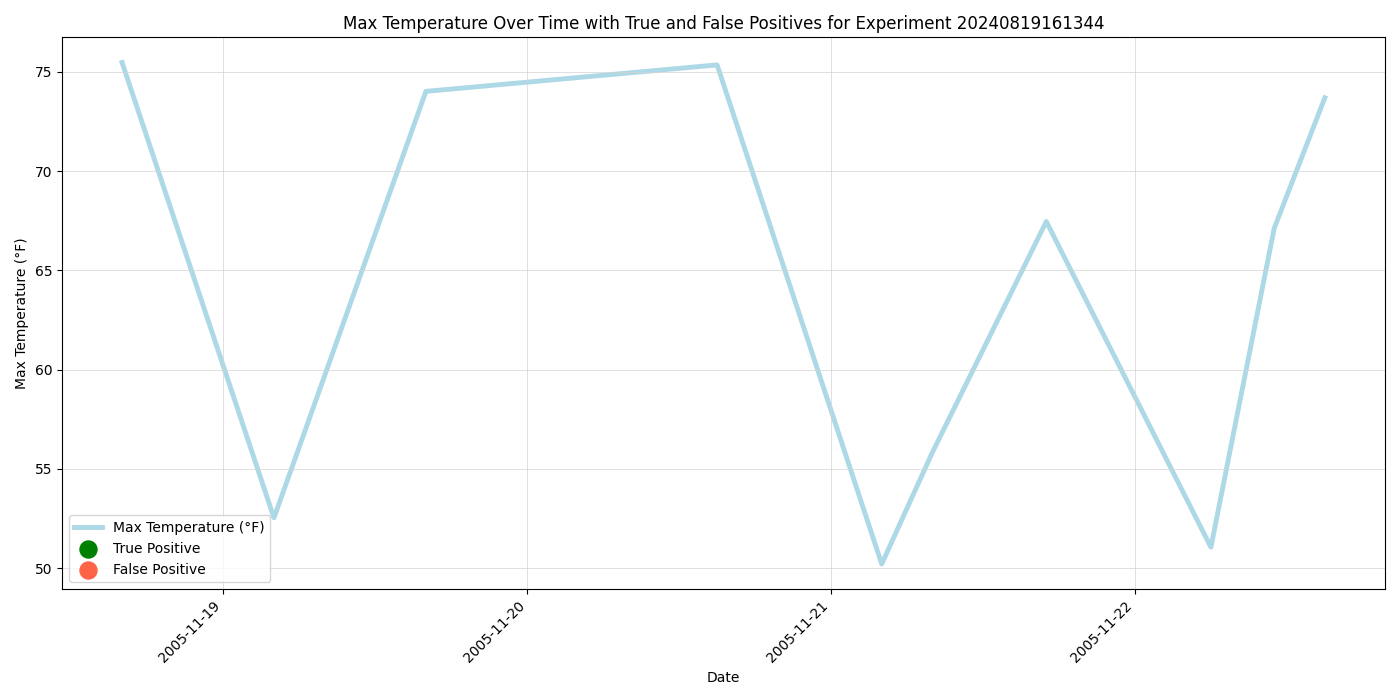 Max Temperature Over Time with True and False Positives for Experiment 20240819161344
75
70
65
60
55
50
Max Temperature (°F)
Max Temperature (°F)
True Positive
False Positive
2005-11-19
2005-11-20
2005-11-21
2005-11-22
Date